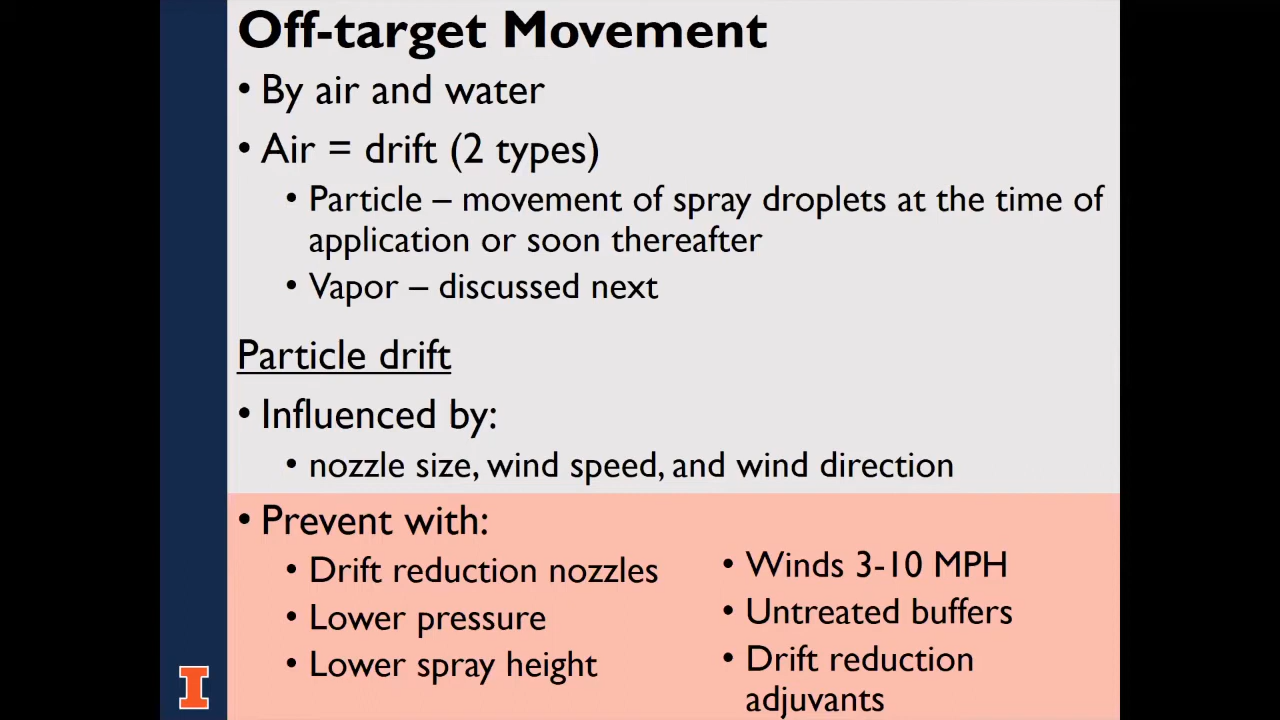 Off-target Movement
• By air and water
• Air = drift (2 types)
• Particle – movement of spray droplets at the time of
application or soon thereafter
• Vapor – discussed next
Particle drift
• Influenced by:
• nozzle size, wind speed, and wind direction
• Prevent with:
• Drift reduction nozzles
• Lower pressure
• Lower spray height
• Winds 3-10 MPH
• Untreated buffers
• Drift reduction
adjuvants
I